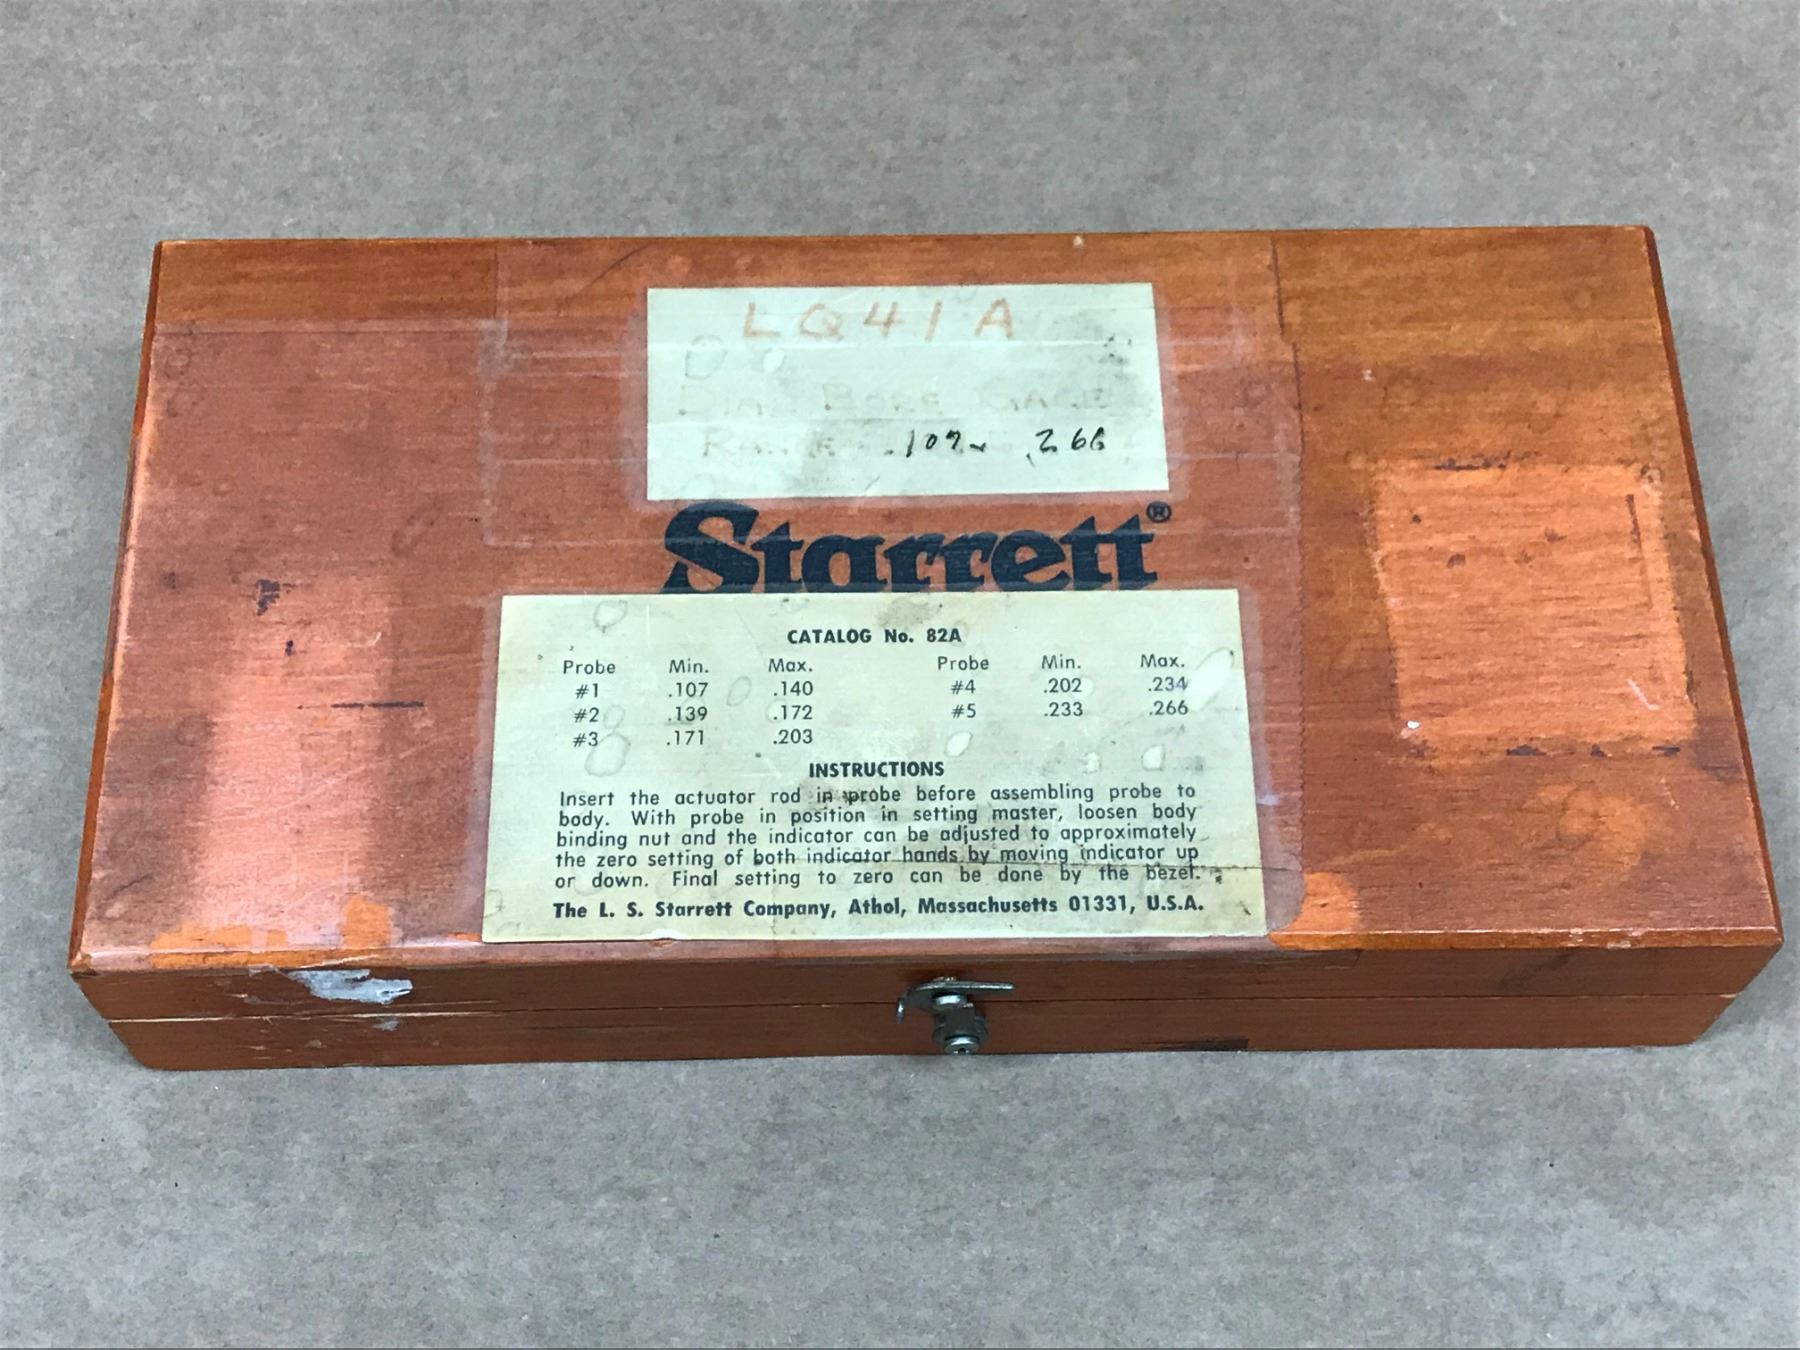 LQ41A
DIAL BORE GAGE
RANGE .107 .266
Starrett®
CATALOG No. 82A
Probe Min. Max. Probe Min. Max.
#1 .107 .140 #4 .202 .234
#2 .139 .172 #5 .233 .266
#3 .171 .203
INSTRUCTIONS
Insert the actuator rod in probe before assembling probe to
body. With probe in position in setting master, loosen body
binding nut and the indicator can be adjusted to approximately
the zero setting of both indicator hands by moving indicator up
or down. Final setting to zero can be done by the bezel.
The L. S. Starrett Company, Athol, Massachusetts 01331, U.S.A.